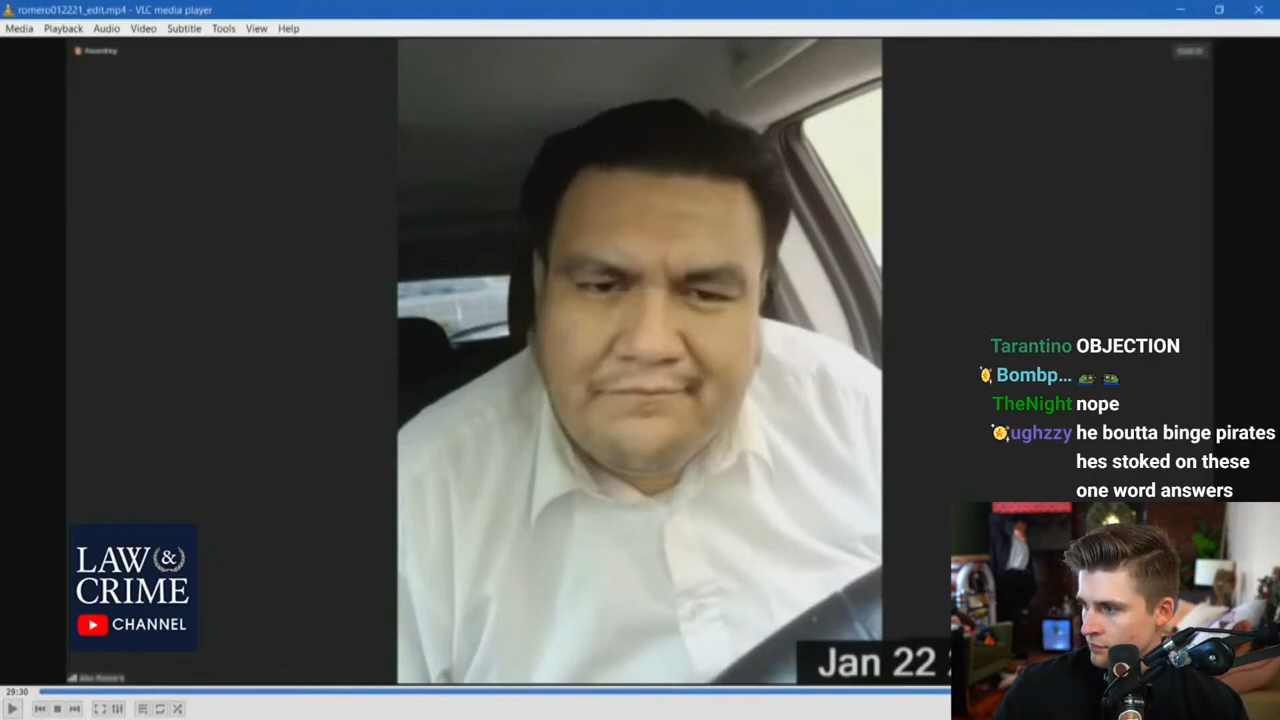 romero012221_edit.mp4 - VLC media player
Media Playback Audio Video Subtitle Tools View Help
Tarantino OBJECTION
Bombp...
TheNight nope
ughzzy he boutta binge pirates
hes stoked on these
one word answers
LAW &
CRIME
CHANNEL
Jan 22
29:30